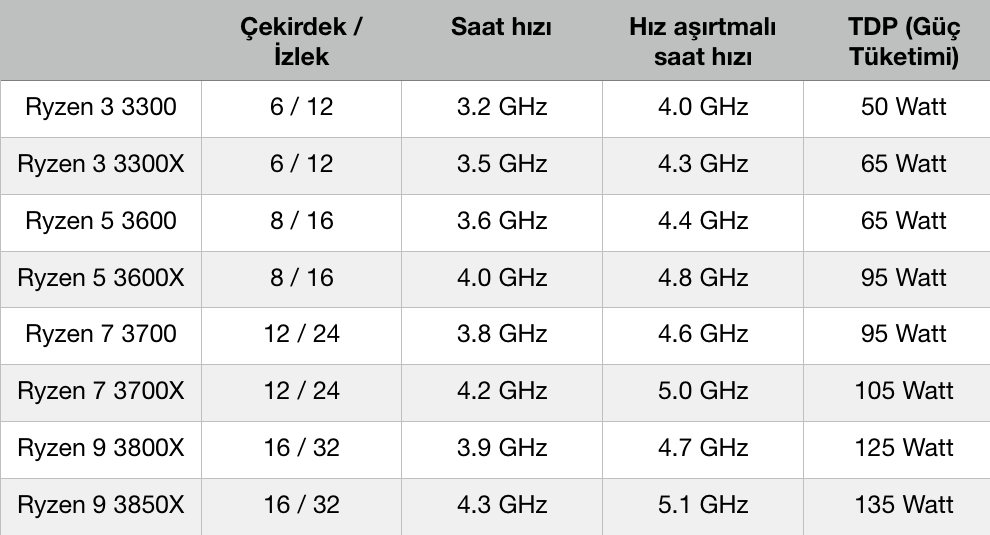 Çekirdek / İzlek Saat hızı Hız aşırtmalı saat hızı TDP (Güç Tüketimi)
Ryzen 3 3300 6 / 12 3.2 GHz 4.0 GHz 50 Watt
Ryzen 3 3300X 6 / 12 3.5 GHz 4.3 GHz 65 Watt
Ryzen 5 3600 8 / 16 3.6 GHz 4.4 GHz 65 Watt
Ryzen 5 3600X 8 / 16 4.0 GHz 4.8 GHz 95 Watt
Ryzen 7 3700 12 / 24 3.8 GHz 4.6 GHz 95 Watt
Ryzen 7 3700X 12 / 24 4.2 GHz 5.0 GHz 105 Watt
Ryzen 9 3800X 16 / 32 3.9 GHz 4.7 GHz 125 Watt
Ryzen 9 3850X 16 / 32 4.3 GHz 5.1 GHz 135 Watt